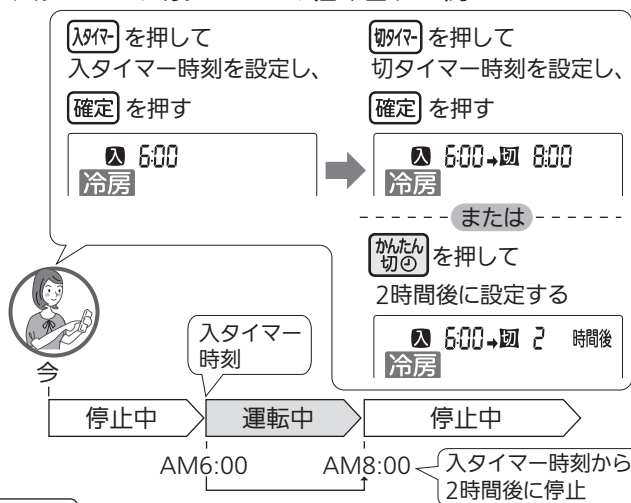 入タイマー を押して
入タイマー時刻を設定し、
確定 を押す
入 6:00
冷房
切タイマー を押して
切タイマー時刻を設定し、
確定 を押す
入 6:00→切 8:00
冷房
または
かんたん
切 を押して
2時間後に設定する
入 6:00→切 2 時間後
冷房
入タイマー
時刻
今
停止中 運転中 停止中
AM6:00 AM8:00
入タイマー時刻から
2時間後に停止